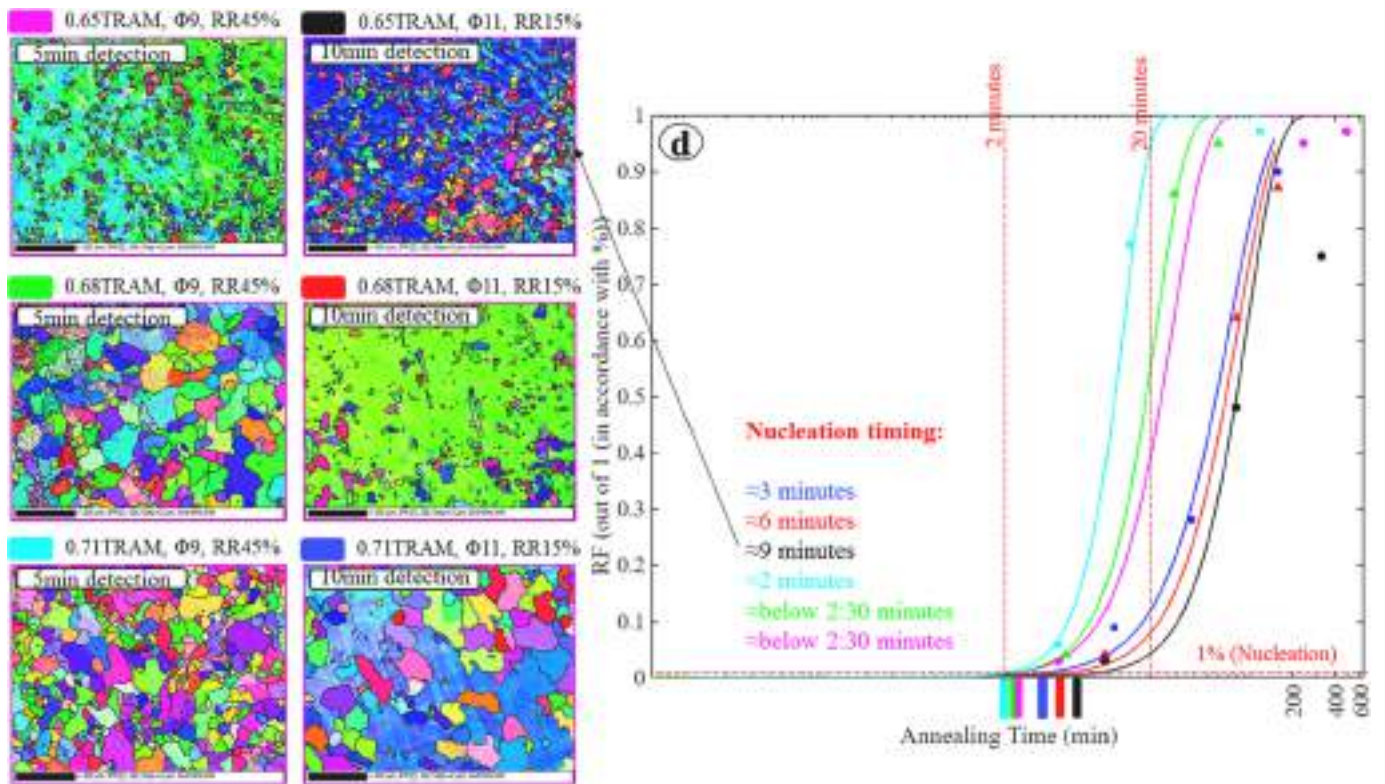 0.65TRAM, Φ9, RR45%
5min detection
0.65TRAM, Φ11, RR15%
10min detection
0.68TRAM, Φ9, RR45%
5min detection
0.68TRAM, Φ11, RR15%
10min detection
0.71TRAM, Φ9, RR45%
5min detection
0.71TRAM, Φ11, RR15%
10min detection
d
2 minutes
20 minutes
RF (out of 1 (in accordance with %))
1
0.9
0.8
0.7
0.6
0.5
0.4
0.3
0.2
0.1
0
Nucleation timing:
≈3 minutes
≈6 minutes
≈9 minutes
≈2 minutes
≈below 2:30 minutes
≈below 2:30 minutes
1% (Nucleation)
200
400
600
Annealing Time (min)